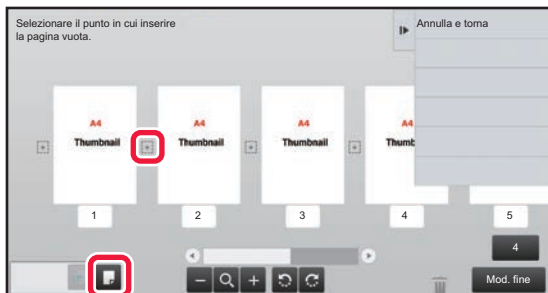 Selezionare il punto in cui inserire
la pagina vuota.
Annulla e torna
A4
Thumbnail
A4
Thumbnail
A4
Thumbnail
A4
Thumb
1
2
3
4
5
4
Mod. fine